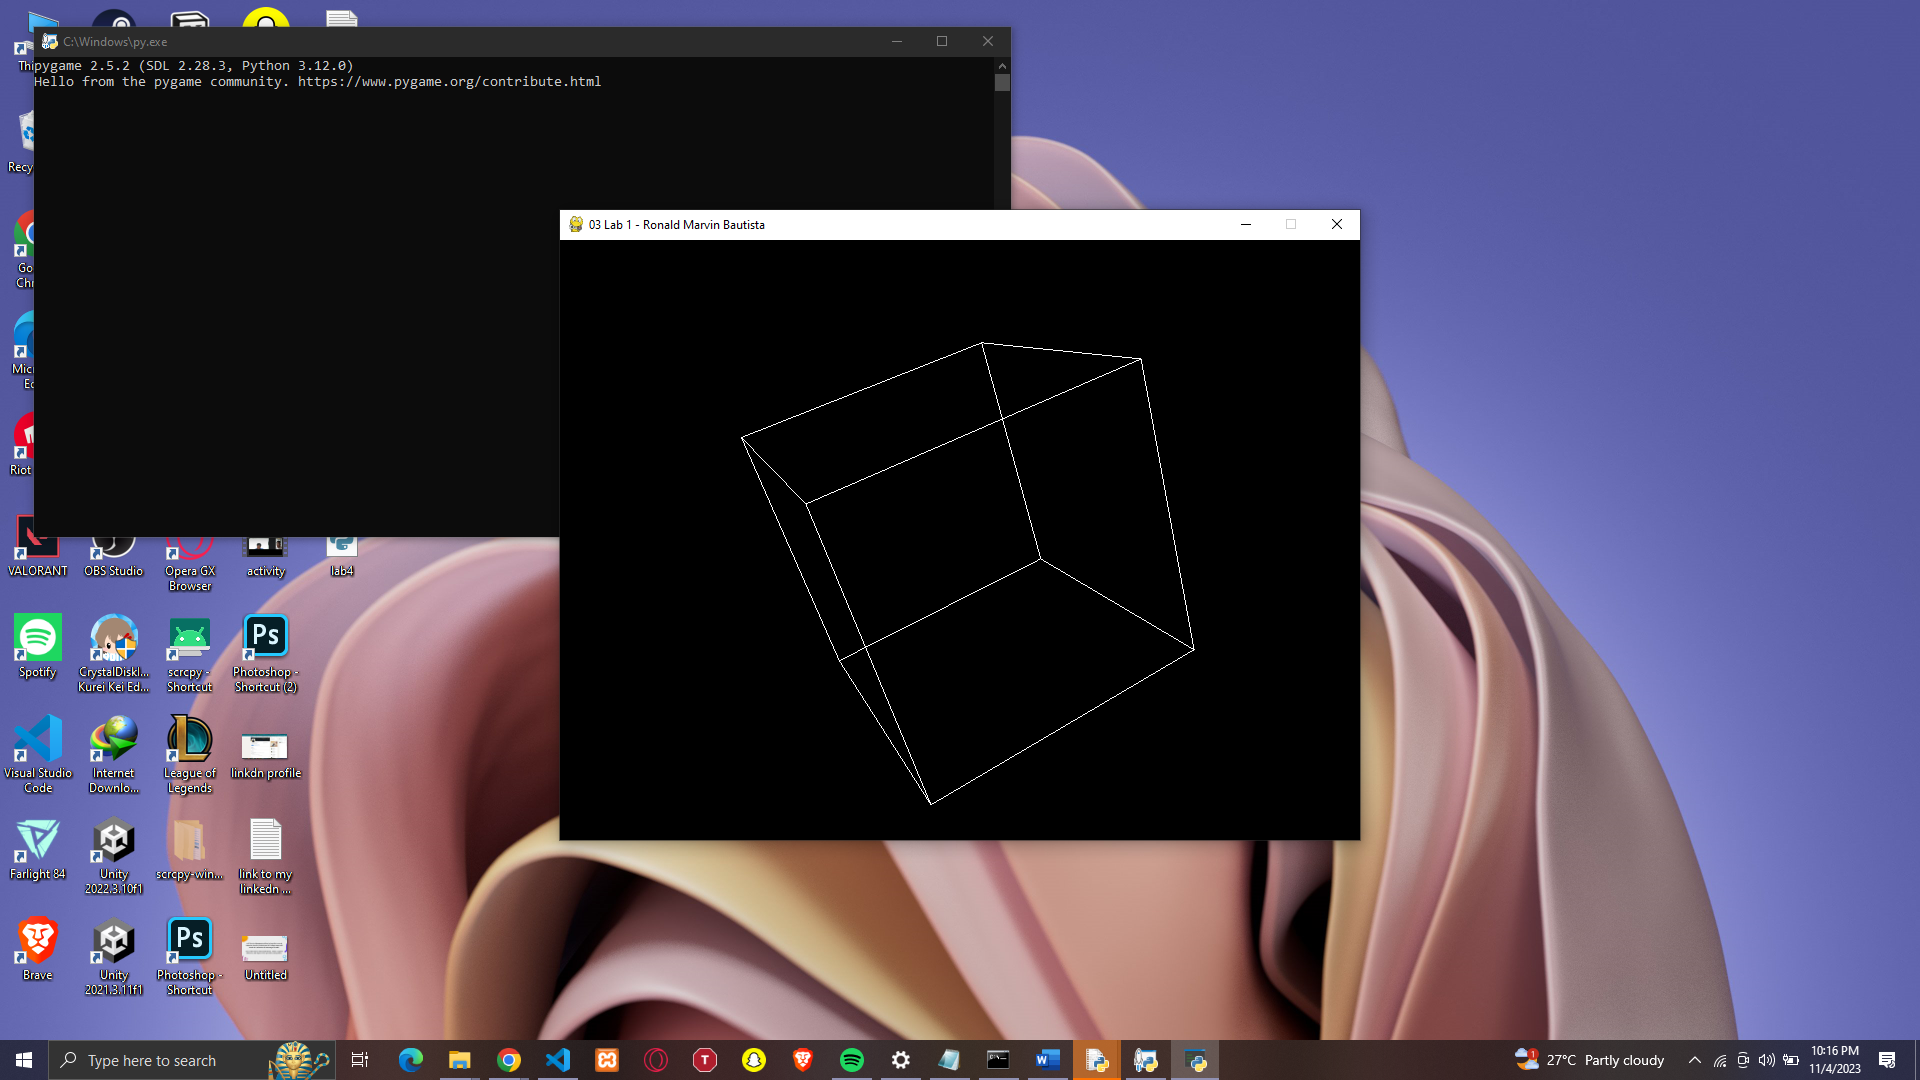 C:\Windows\py.exe
pygame 2.5.2 (SDL 2.28.3, Python 3.12.0)
Hello from the pygame community. https://www.pygame.org/contribute.html
03 Lab 1 - Ronald Marvin Bautista
Thi
Recy
Go
Chr
Mic
Ed
Riot
VALORANT
OBS Studio
Opera GX
Browser
activity
lab4
Spotify
CrystalDiskI...
Kurei Kei Ed...
scrcpy -
Shortcut
Photoshop -
Shortcut (2)
Ps
Visual Studio
Code
Internet
Downlo...
League of
Legends
linkdn profile
Farlight 84
Unity
2022.3.10f1
scrcpy-win...
link to my
linkedn ...
Brave
Unity
2021.3.11f1
Ps
Photoshop -
Shortcut
Untitled
Type here to search
27°C Partly cloudy
10:16 PM
11/4/2023